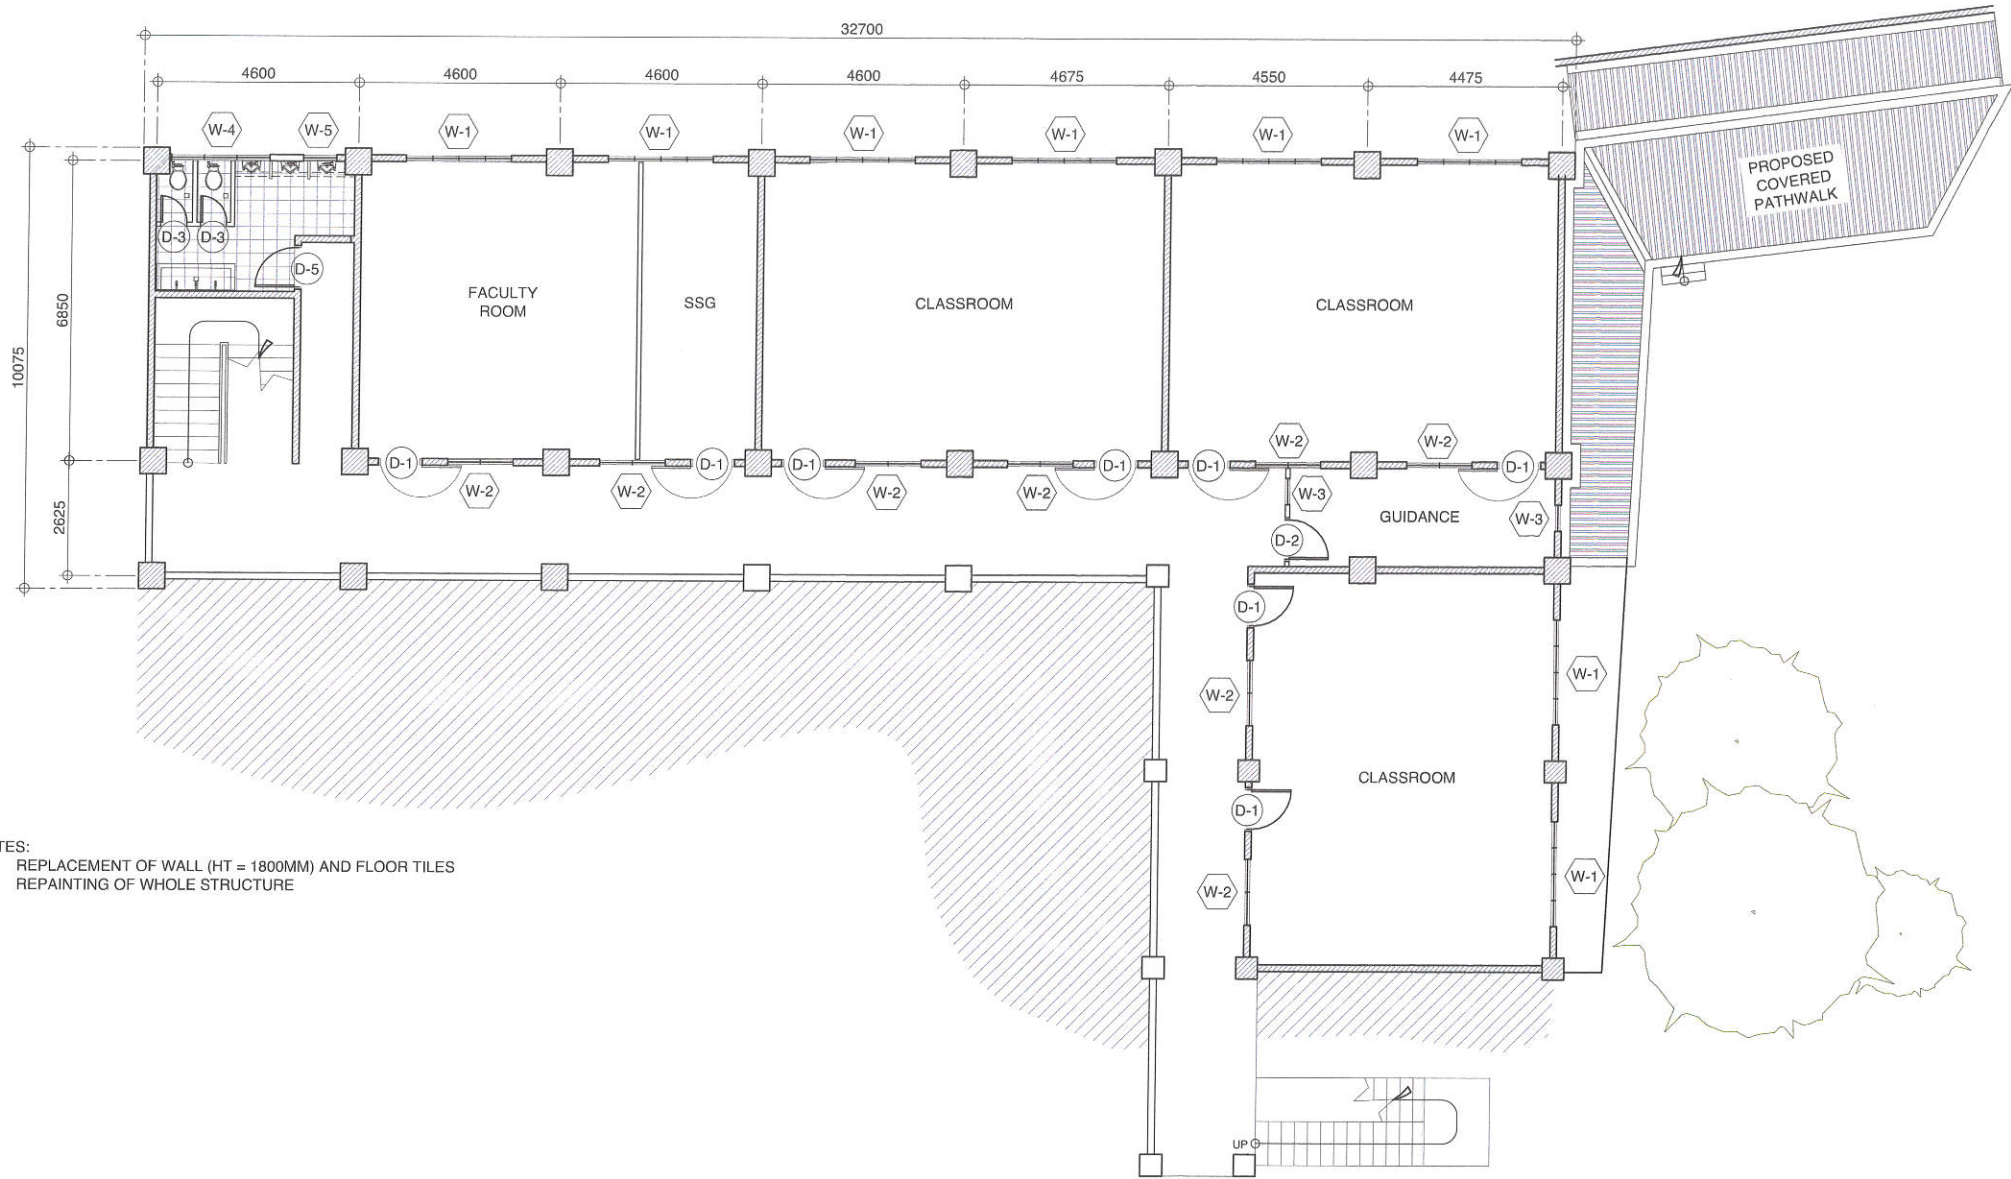 32700
4600
4600
4600
4600
4675
4550
4475
W-4
W-5
W-1
W-1
W-1
W-1
W-1
W-1
PROPOSED
COVERED
PATHWALK
D-3
D-3
D-5
FACULTY
ROOM
SSG
CLASSROOM
CLASSROOM
6850
10075
2625
D-1
W-2
W-2
D-1
D-1
W-2
W-2
D-1
D-1
W-2
W-2
D-1
W-3
GUIDANCE
W-3
D-2
D-1
W-1
W-2
CLASSROOM
D-1
W-2
W-1
TES:
REPLACEMENT OF WALL (HT = 1800MM) AND FLOOR TILES
REPAINTING OF WHOLE STRUCTURE
UP